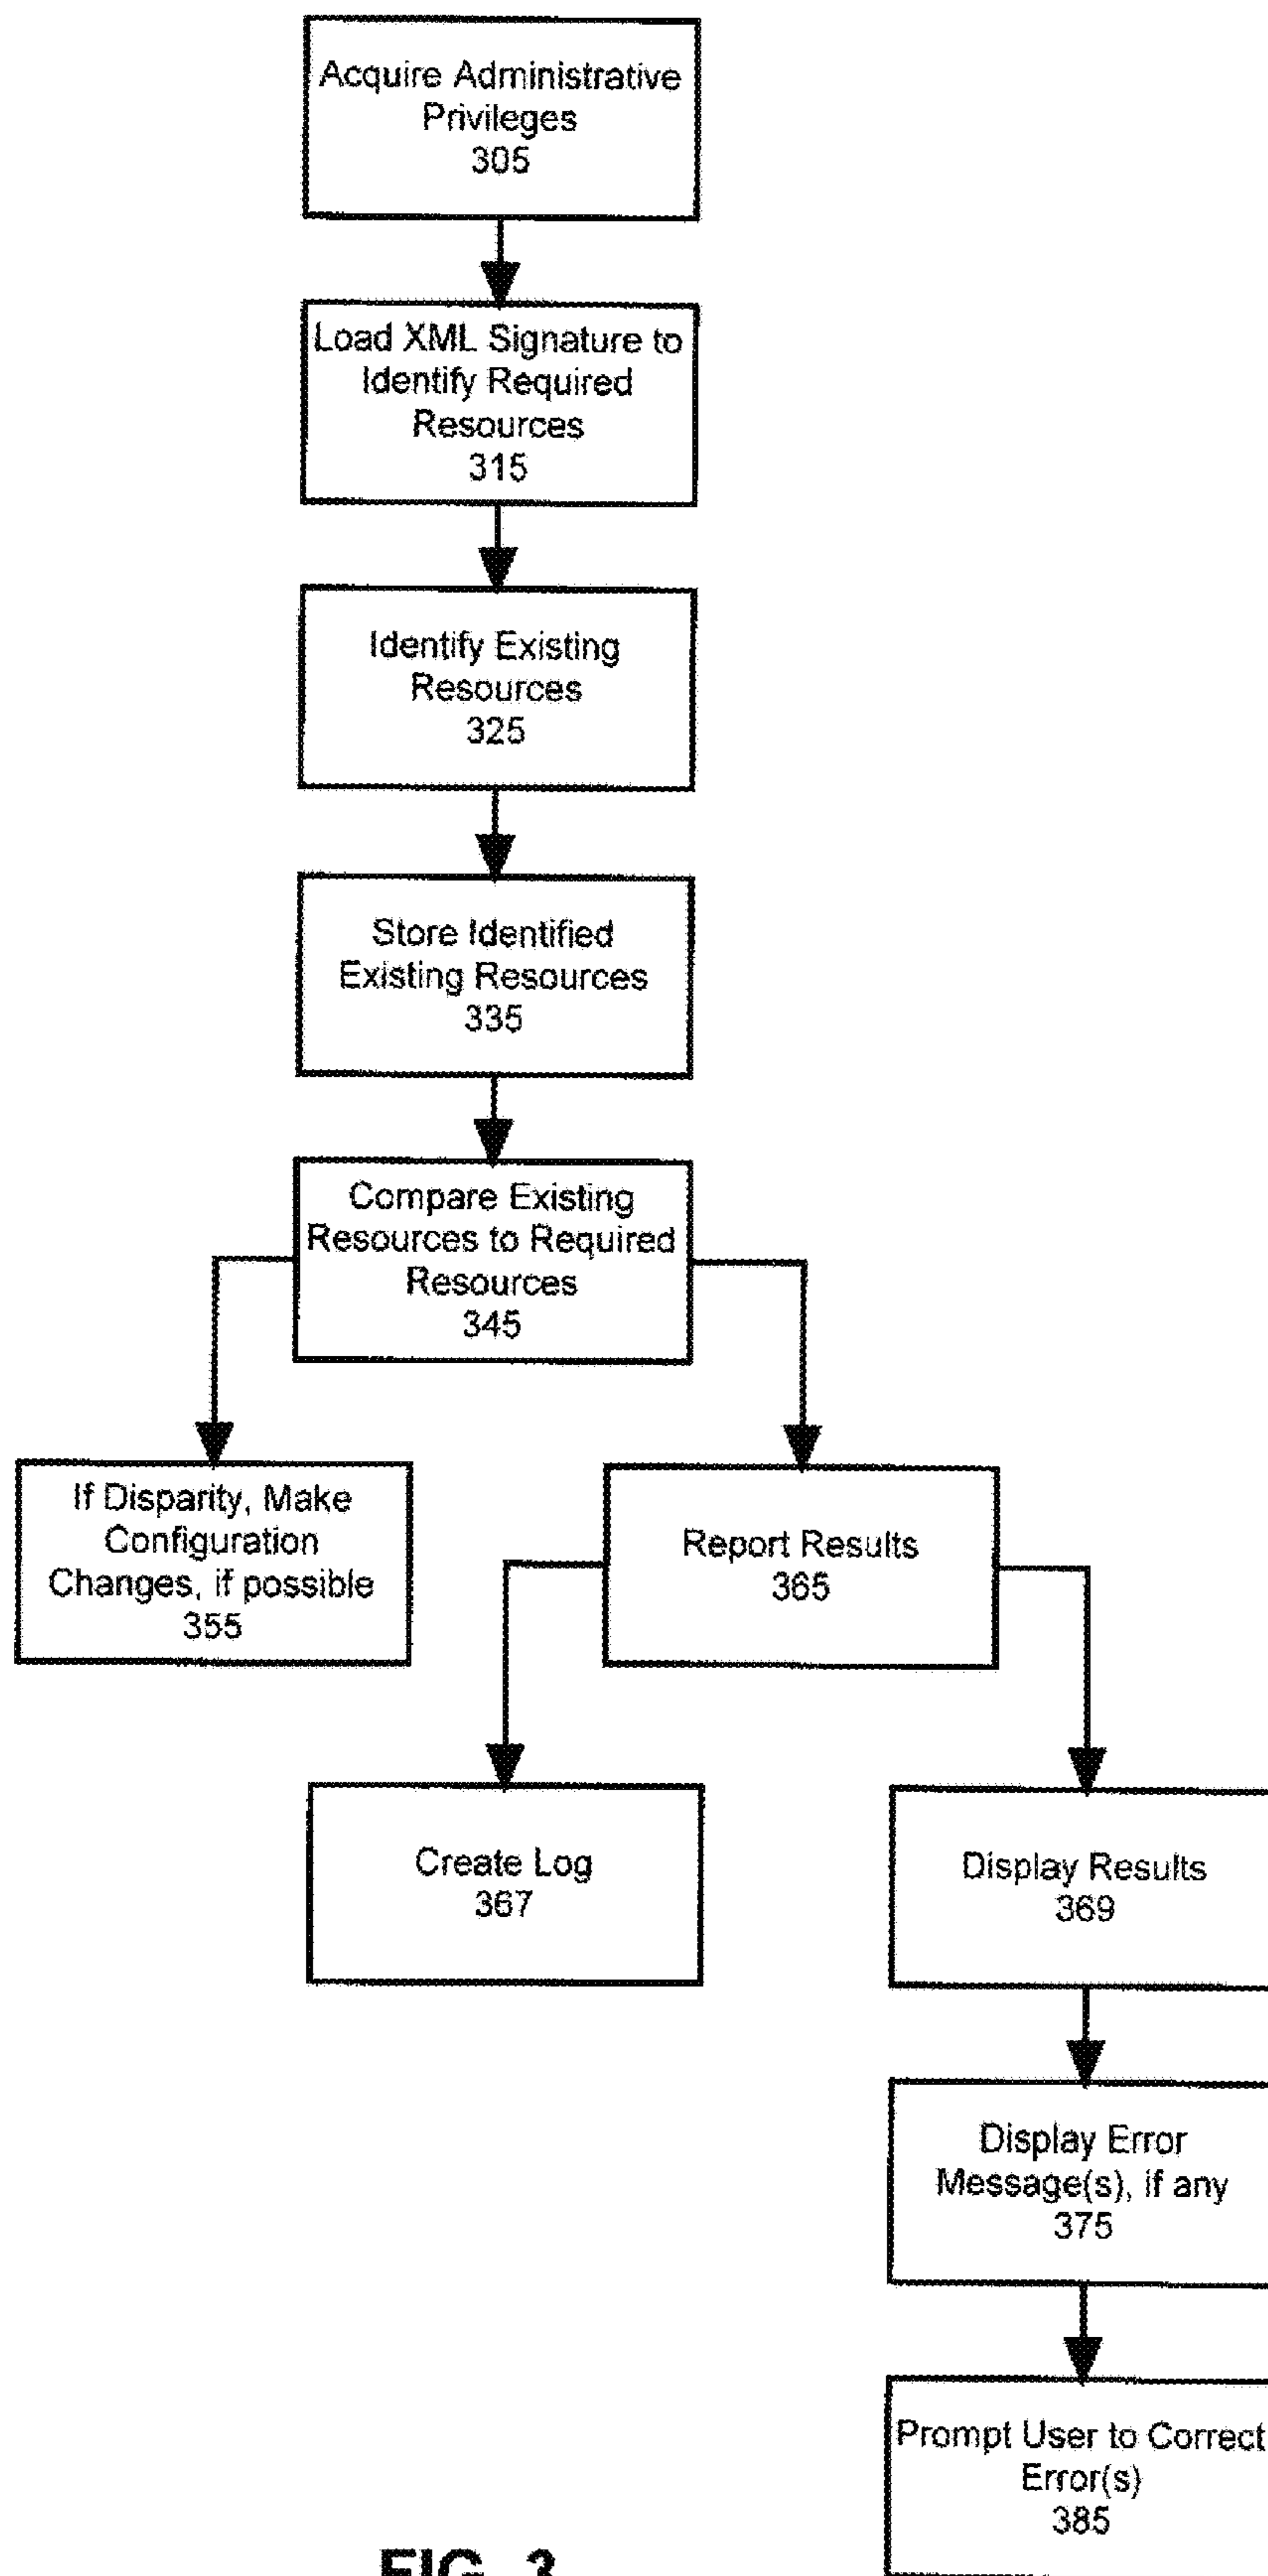 Acquire Administrative
Privileges
305
Load XML Signature to
Identify Required
Resources
315
Identify Existing
Resources
325
Store Identified
Existing Resources
335
Compare Existing
Resources to Required
Resources
345
If Disparity, Make
Configuration
Changes, if possible
355
Report Results
365
Create Log
367
Display Results
369
Display Error
Message(s), if any
375
Prompt User to Correct
Error(s)
385
FIG. 3